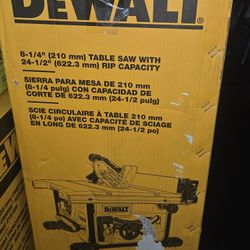 DEWALT
8-1/4" (210 mm) TABLE SAW WITH
24-1/2" (622.3 mm) RIP CAPACITY
SIERRA PARA MESA DE 210 mm
(8-1/4 pulg) CON CAPACIDAD DE
CORTE DE 622.3 mm (24-1/2 pulg)
SCIE CIRCULAIRE À TABLE 210 mm
(8-1/4 po) AVEC CAPACITÉ DE SCIAGE
EN LONG DE 622.3 mm (24-1/2 po)
DEWALT